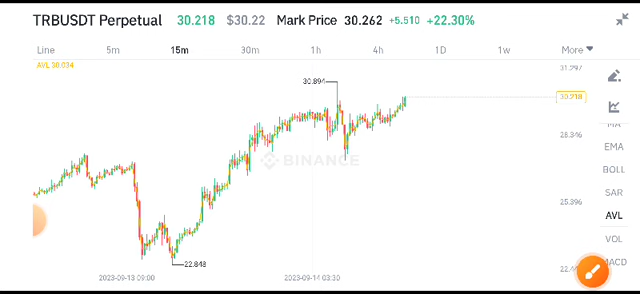 TRBUSDT Perpetual 30.218 $30.22 Mark Price 30.262 +5.510 +22.30%
Line 5m 15m 30m 1h 4h 1D 1w More
AVL 30.034
31.297
30.894
30.218
28.346
MA
EMA
BOLL
BINANCE
SAR
25.396
AVL
VOL
22.848
MACD
2023-09-13 09:00 2023-09-14 03:30